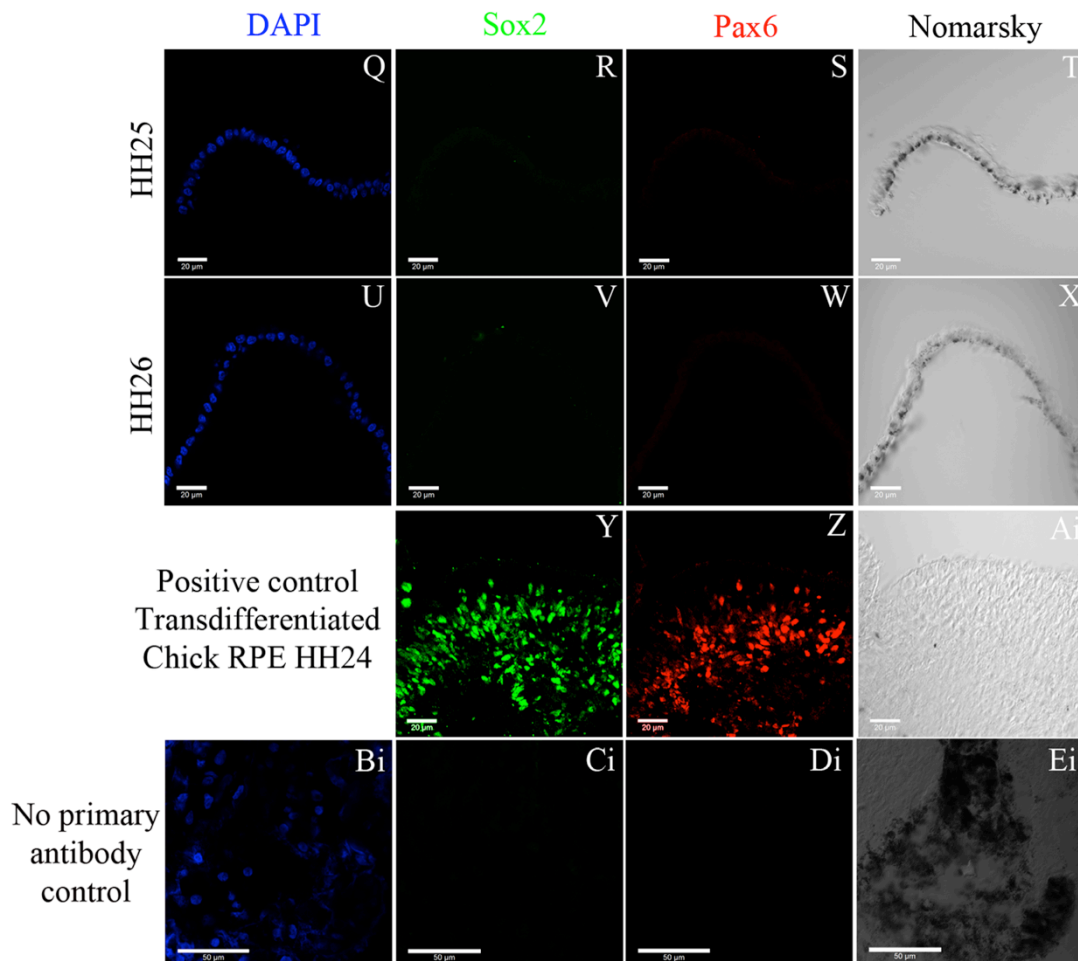 DAPI Sox2 Pax6 Nomarsky
HH25
Q R S T
20 µm 20 µm 20 µm 20 µm
HH26
U V W X
20 µm 20 µm 20 µm 20 µm
Positive control
Transdifferentiated
Chick RPE HH24
Y Z Ai
20 µm 20 µm 20 µm
No primary
antibody
control
Bi Ci Di Ei
50 µm 50 µm 50 µm 50 µm